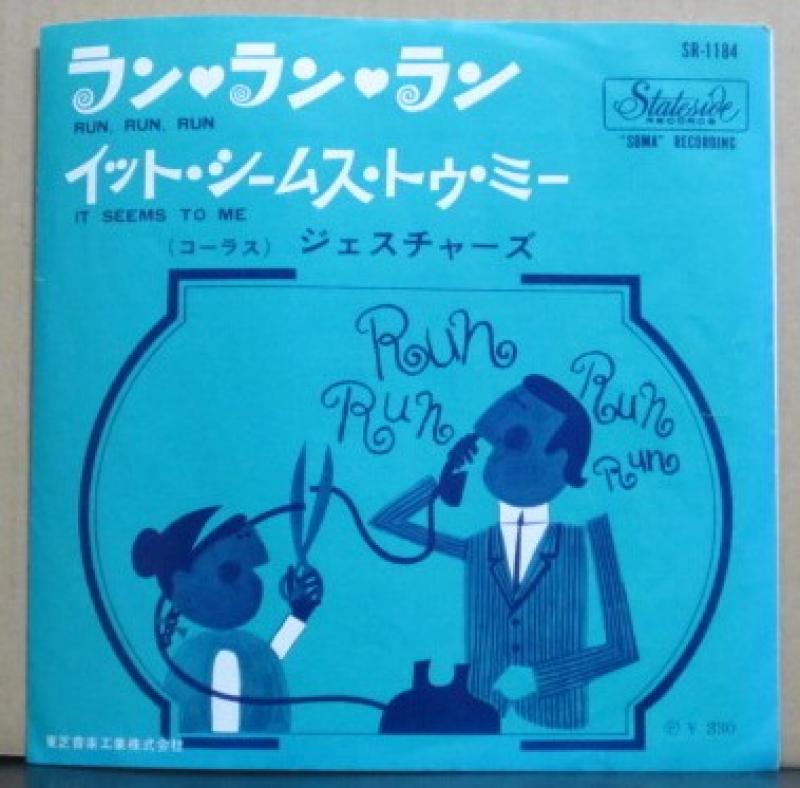 SR-1184
ラン♥ラン♥ラン
RUN, RUN, RUN
Stateside
RECORDS
"SOMA" RECORDING
イット・シームス・トゥ・ミー
IT SEEMS TO ME
(コーラス) ジェスチャーズ
Run
Run
Run
Run
℗ ¥ 330
東芝音楽工業株式会社